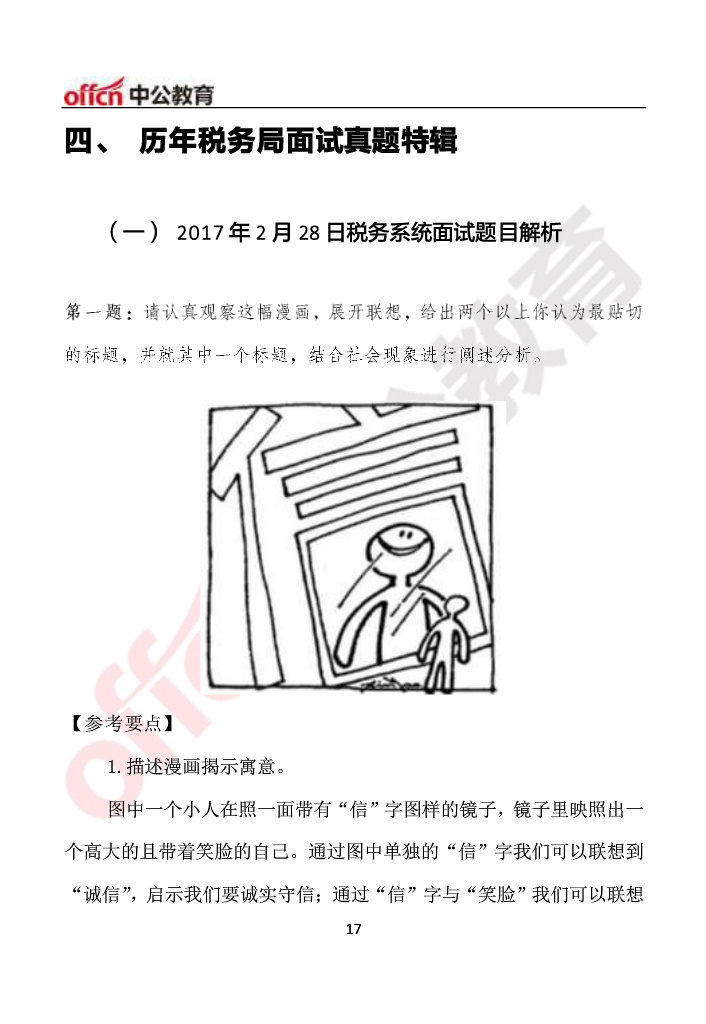 offcn 中公教育
四、 历年税务局面试真题特辑
（一） 2017 年 2 月 28 日税务系统面试题目解析
第一题：请认真观察这幅漫画，展开联想，给出两个以上你认为最贴切
的标题，并就其中一个标题，结合社会现象进行阐述分析。
信
【参考要点】
1.描述漫画揭示寓意。
图中一个小人在照一面带有“信”字图样的镜子，镜子里映照出一
个高大的且带着笑脸的自己。通过图中单独的“信”字我们可以联想到
“诚信”，启示我们要诚实守信；通过“信”字与“笑脸”我们可以联想
17
offcn 中公教育